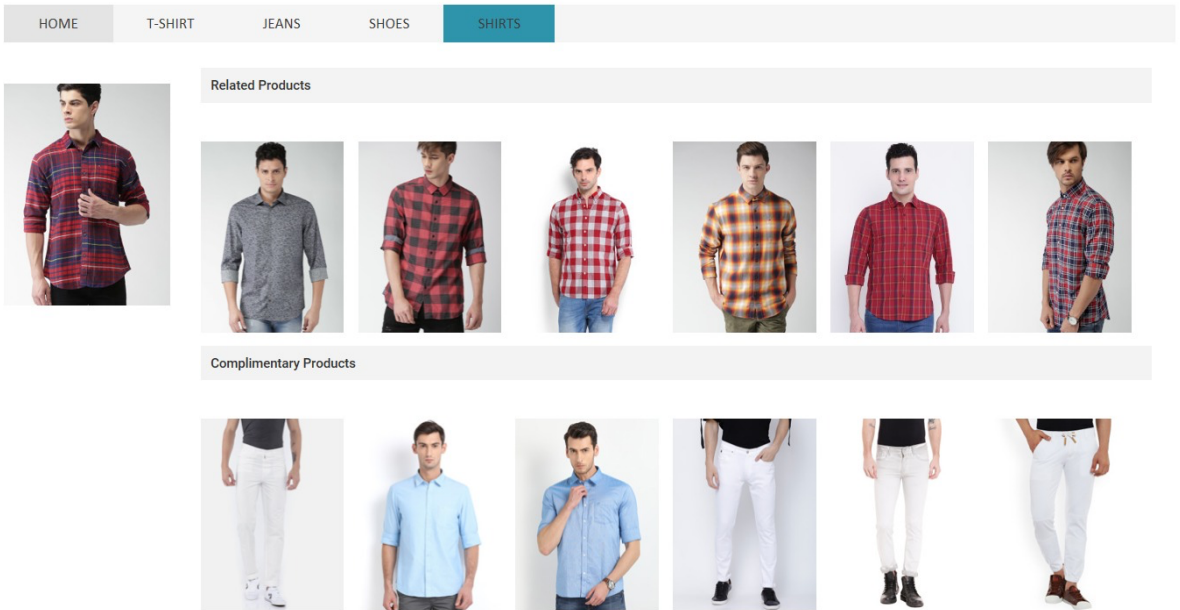 HOME T-SHIRT JEANS SHOES SHIRTS
Related Products
Complimentary Products